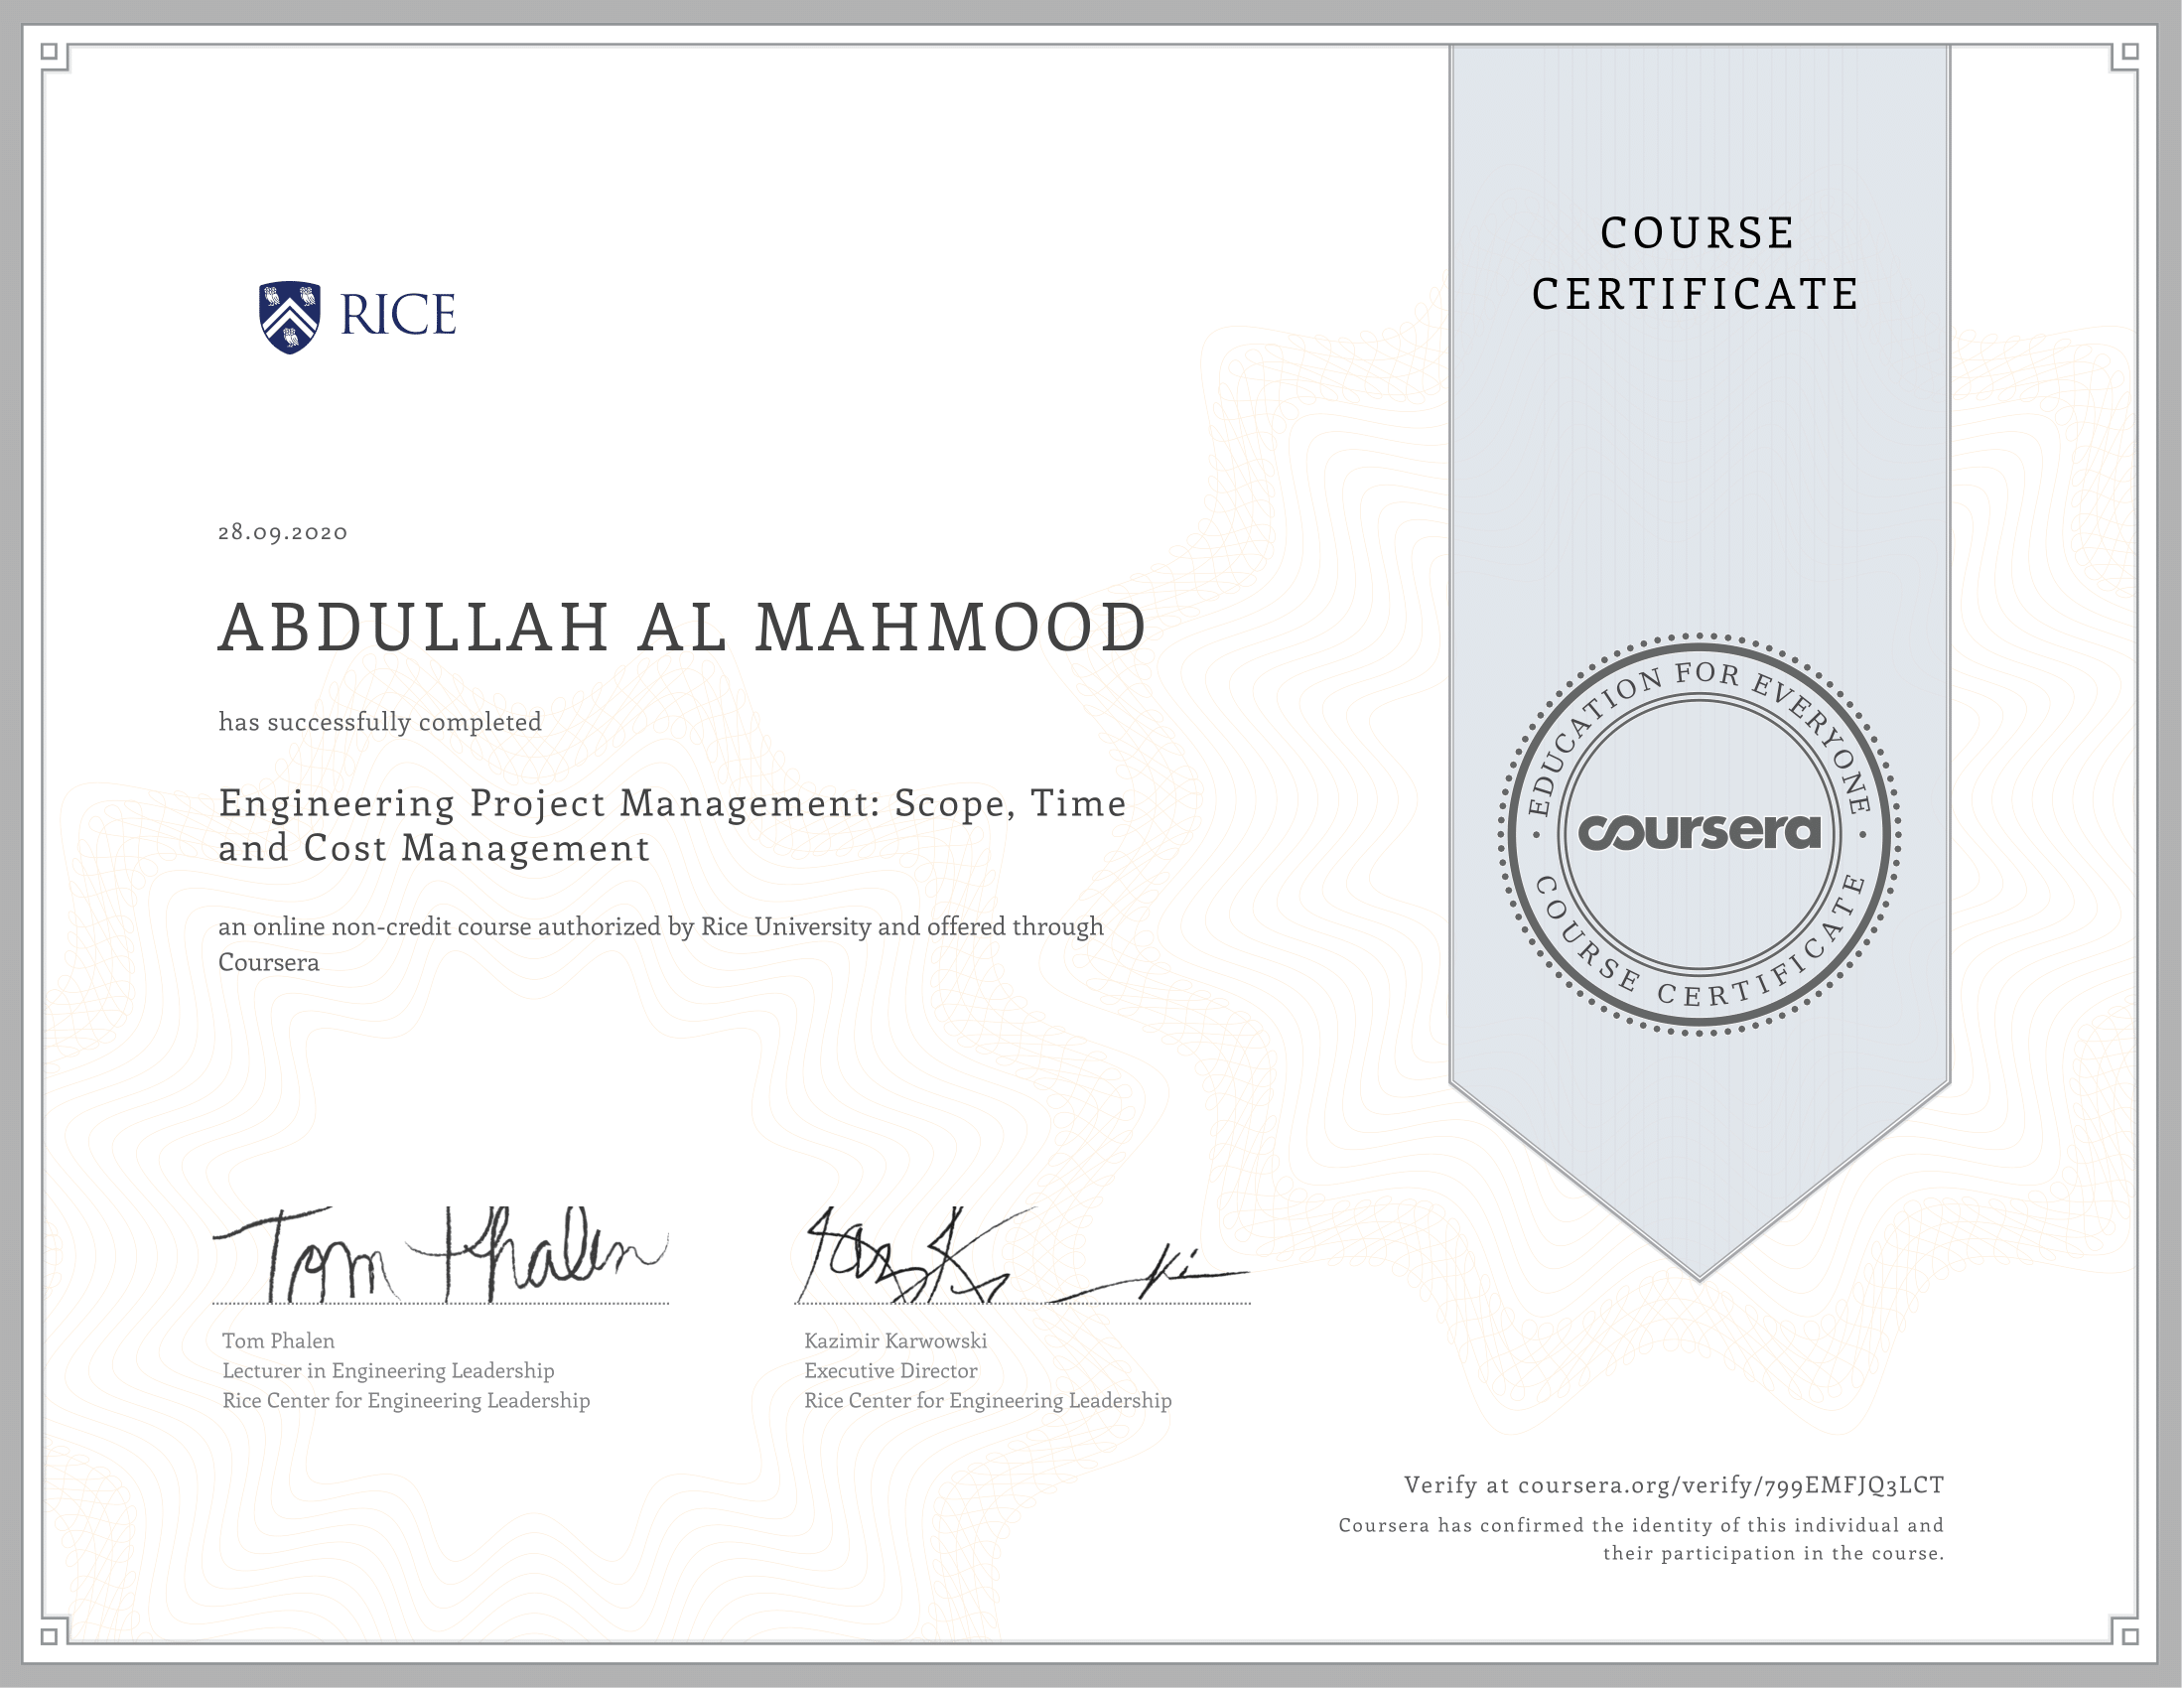 RICE
COURSE
CERTIFICATE
28.09.2020
ABDULLAH AL MAHMOOD
has successfully completed
Engineering Project Management: Scope, Time
and Cost Management
an online non-credit course authorized by Rice University and offered through
Coursera
EDUCATION FOR EVERYONE
coursera
COURSE CERTIFICATE
Tom Phalen
Tom Phalen
Lecturer in Engineering Leadership
Rice Center for Engineering Leadership
Kazimir Karwowski
Executive Director
Rice Center for Engineering Leadership
Verify at coursera.org/verify/799EMFJQ3LCT
Coursera has confirmed the identity of this individual and
their participation in the course.